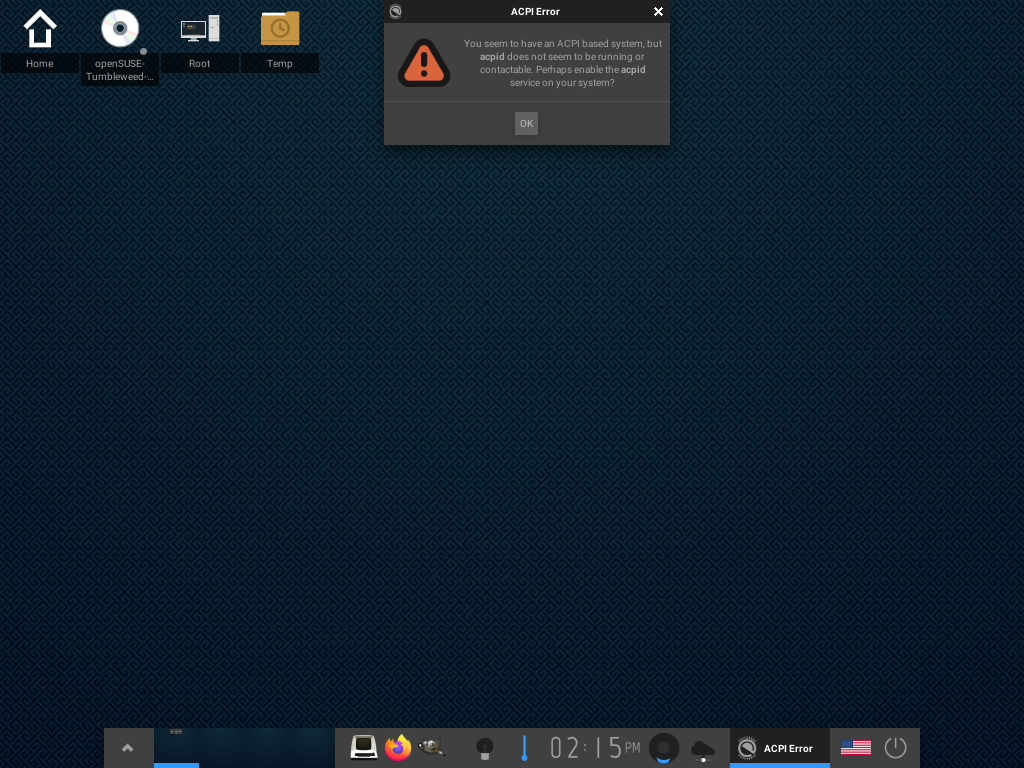 ACPI Error
You seem to have an ACPI based system, but
acpid does not seem to be running or
contactable. Perhaps enable the acpid
service on your system?
OK
Home
openSUSE-
Tumbleweed-...
Root
Temp
02:15PM
ACPI Error